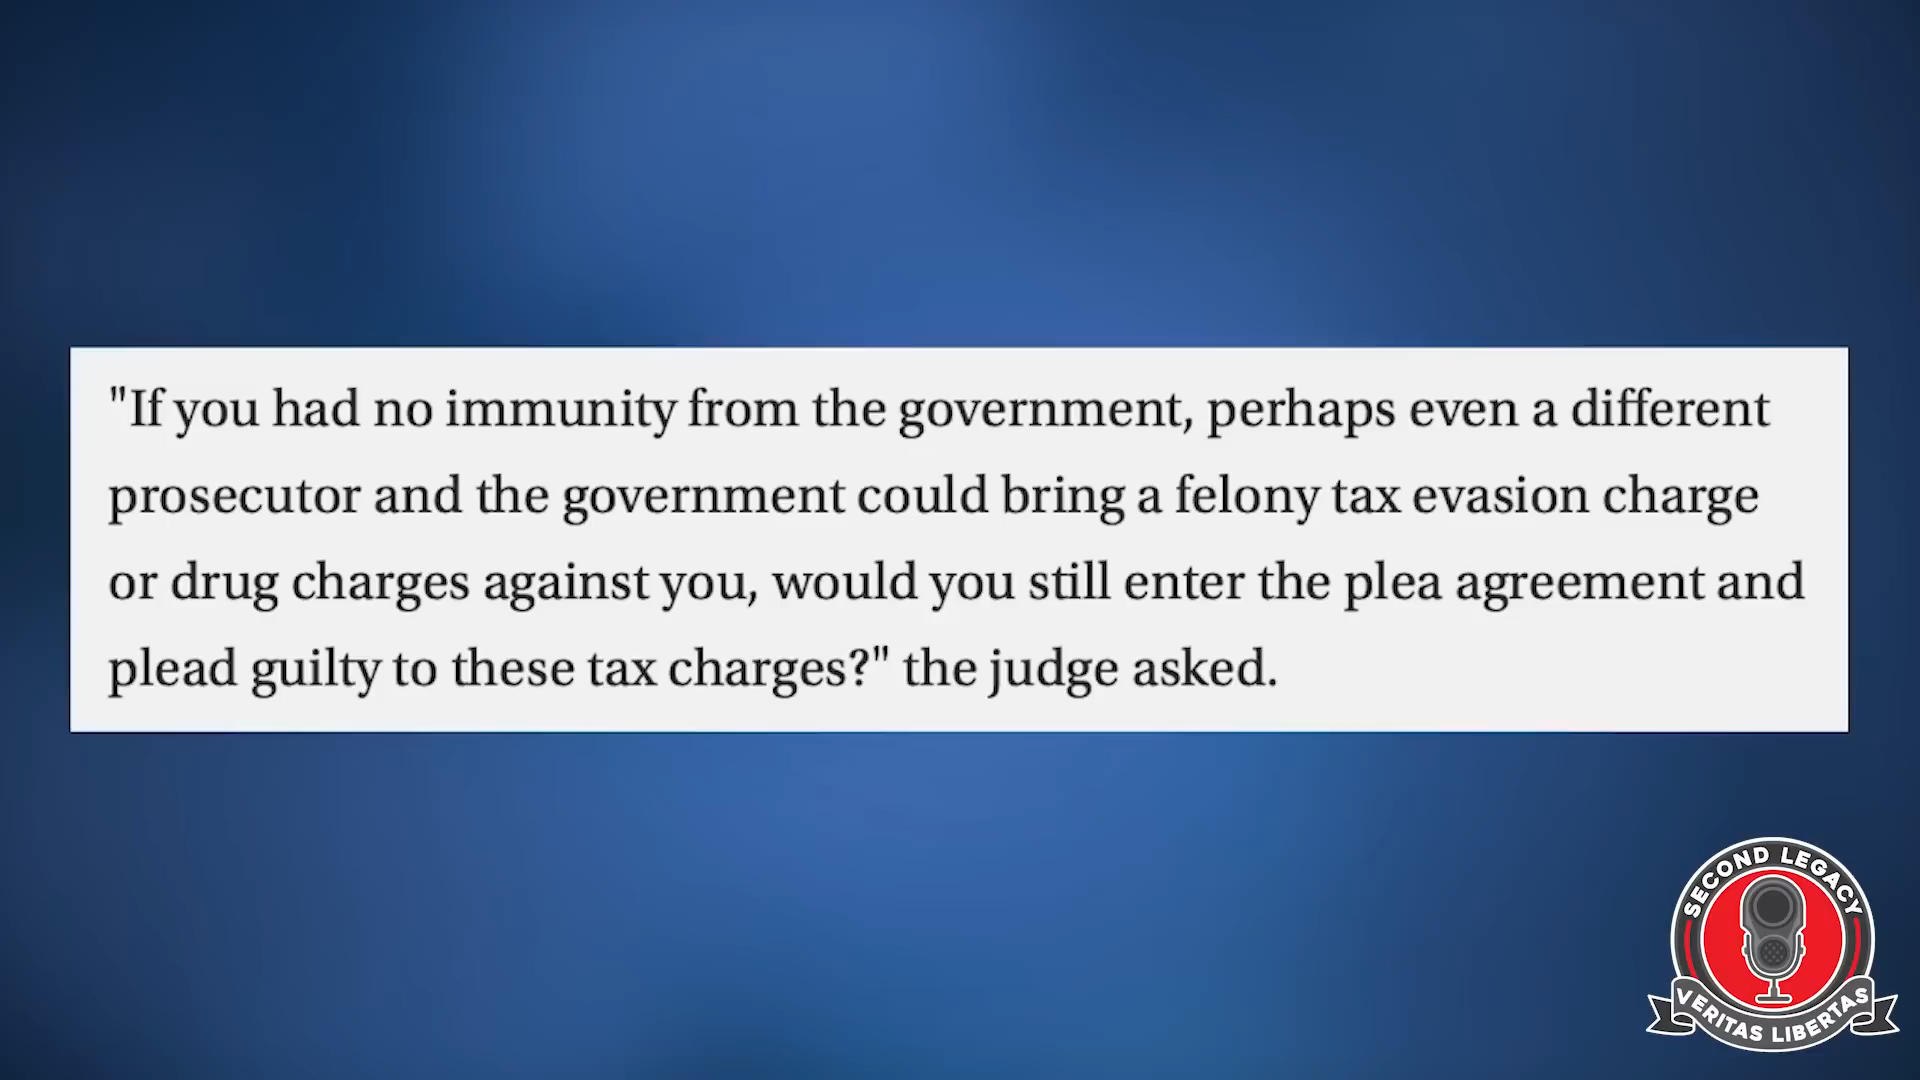 "If you had no immunity from the government, perhaps even a different
prosecutor and the government could bring a felony tax evasion charge
or drug charges against you, would you still enter the plea agreement and
plead guilty to these tax charges?" the judge asked.
SECOND LEGACY
VERITAS LIBERTAS